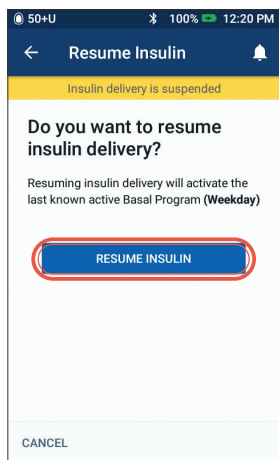 50+U 100% 12:20 PM
Resume Insulin
Insulin delivery is suspended
Do you want to resume
insulin delivery?
Resuming insulin delivery will activate the
last known active Basal Program (Weekday)
RESUME INSULIN
CANCEL